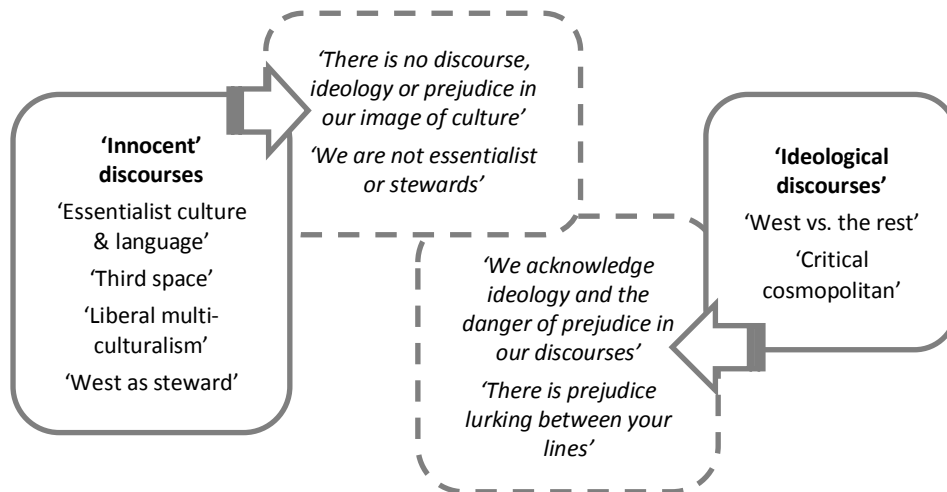 ‘Innocent’
discourses
‘Essentialist culture
& language’
‘Third space’
‘Liberal multi-
culturalism’
‘West as steward’
‘There is no discourse,
ideology or prejudice in
our image of culture’
‘We are not essentialist
or stewards’
‘We acknowledge
ideology and the
danger of prejudice in
our discourses’
‘There is prejudice
lurking between your
lines’
‘Ideological
discourses’
‘West vs. the rest’
‘Critical
cosmopolitan’